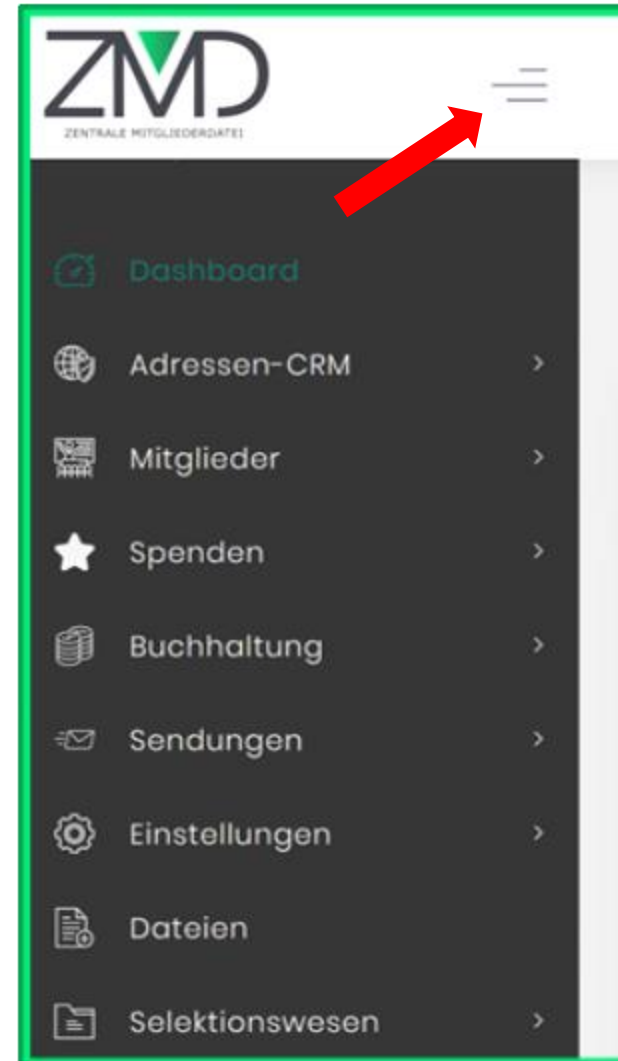 ZMD
ZENTRALE MITGLIEDERDATEI
Dashboard
Adressen-CRM
Mitglieder
Spenden
Buchhaltung
Sendungen
Einstellungen
Dateien
Selektionswesen